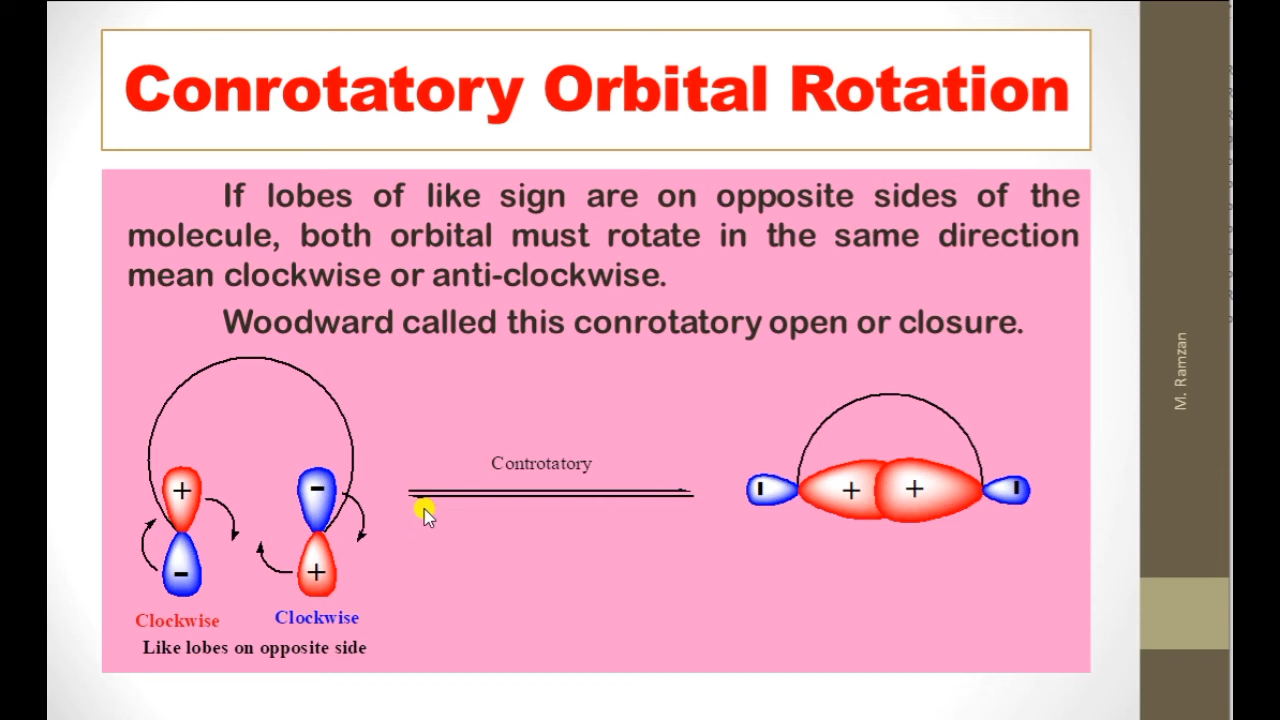 Conrotatory Orbital Rotation
If lobes of like sign are on opposite sides of the
molecule, both orbital must rotate in the same direction
mean clockwise or anti-clockwise.
Woodward called this conrotatory open or closure.
Controtatory
+ -
- +
- + + -
Clockwise Clockwise
Like lobes on opposite side
M. Ramzan